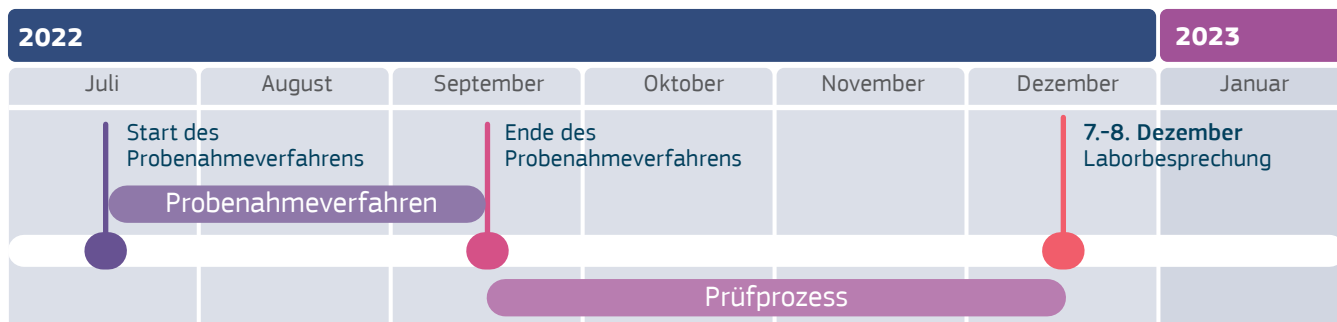 2022
2023
Juli
August
September
Oktober
November
Dezember
Januar
Start des
Probenahmeverfahrens
Ende des
Probenahmeverfahrens
7.-8. Dezember
Laborbesprechung
Probenahmeverfahren
Prüfprozess